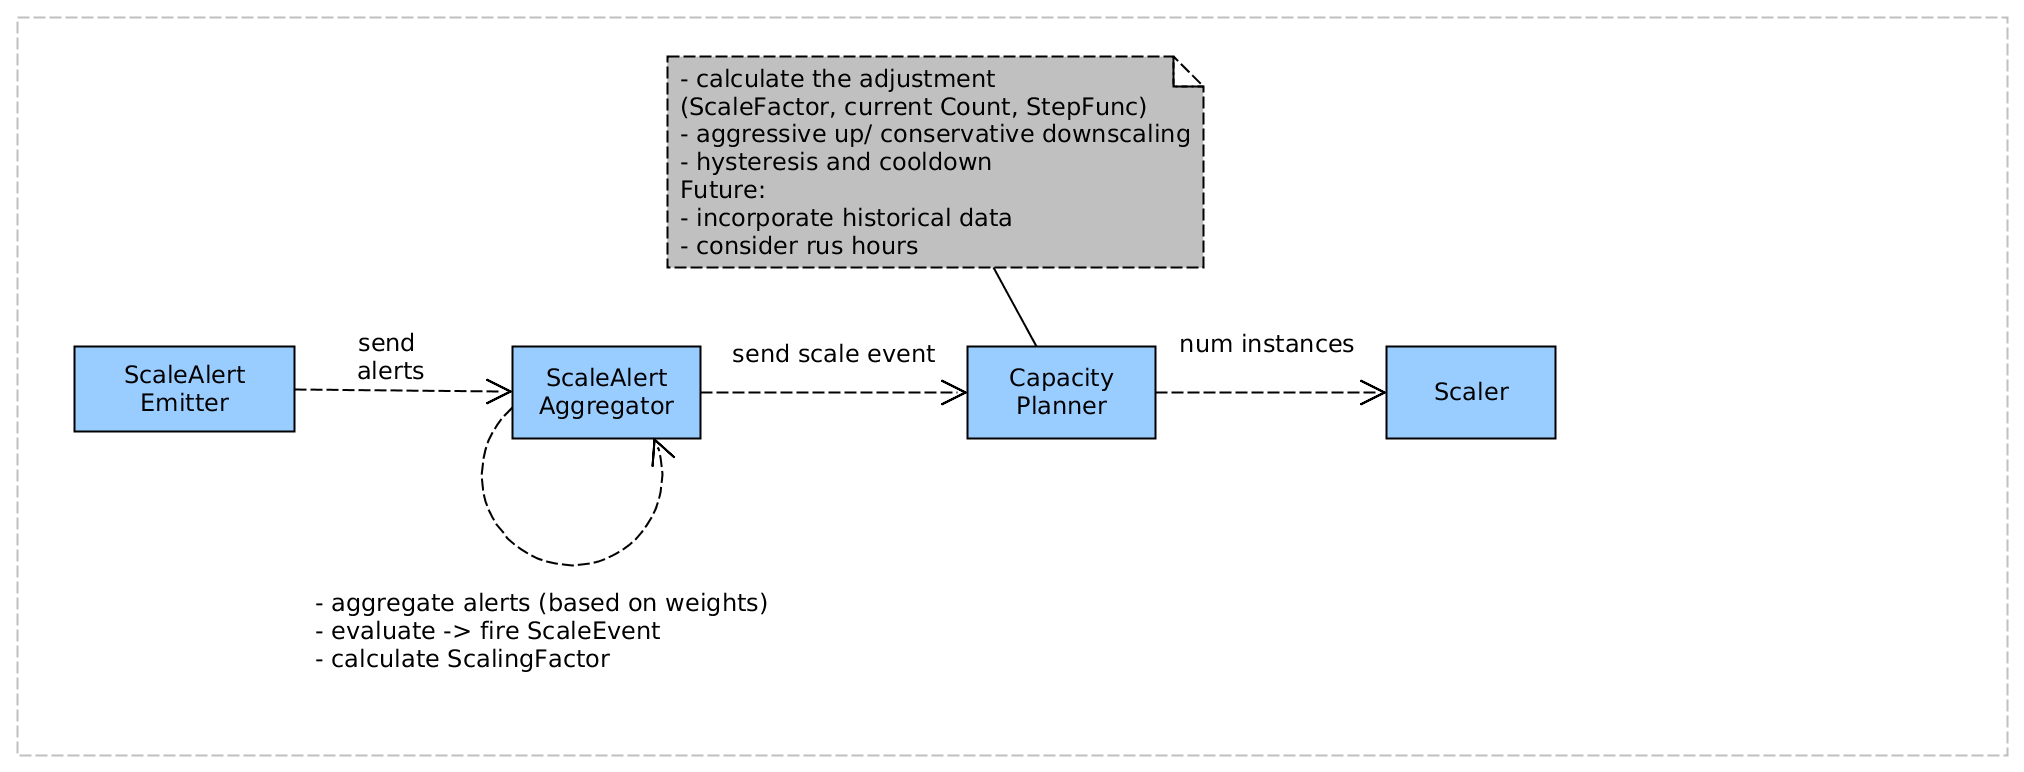 - calculate the adjustment
(ScaleFactor, current Count, StepFunc)
- aggressive up/ conservative downscaling
- hysteresis and cooldown
Future:
- incorporate historical data
- consider rus hours
ScaleAlert
Emitter
send
alerts
ScaleAlert
Aggregator
send scale event
Capacity
Planner
num instances
Scaler
- aggregate alerts (based on weights)
- evaluate -> fire ScaleEvent
- calculate ScalingFactor